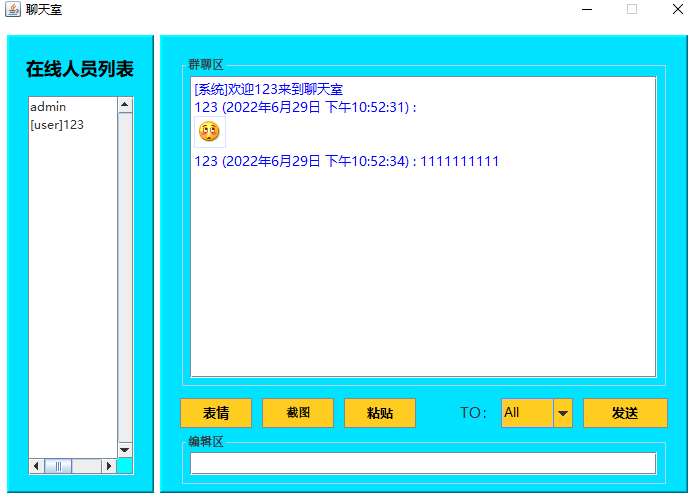 聊天室
在线人员列表
admin
[user]123
群聊区
[系统]欢迎123来到聊天室
123 (2022年6月29日 下午10:52:31) :
123 (2022年6月29日 下午10:52:34) : 1111111111
表情
截图
粘贴
TO:
All
发送
编辑区